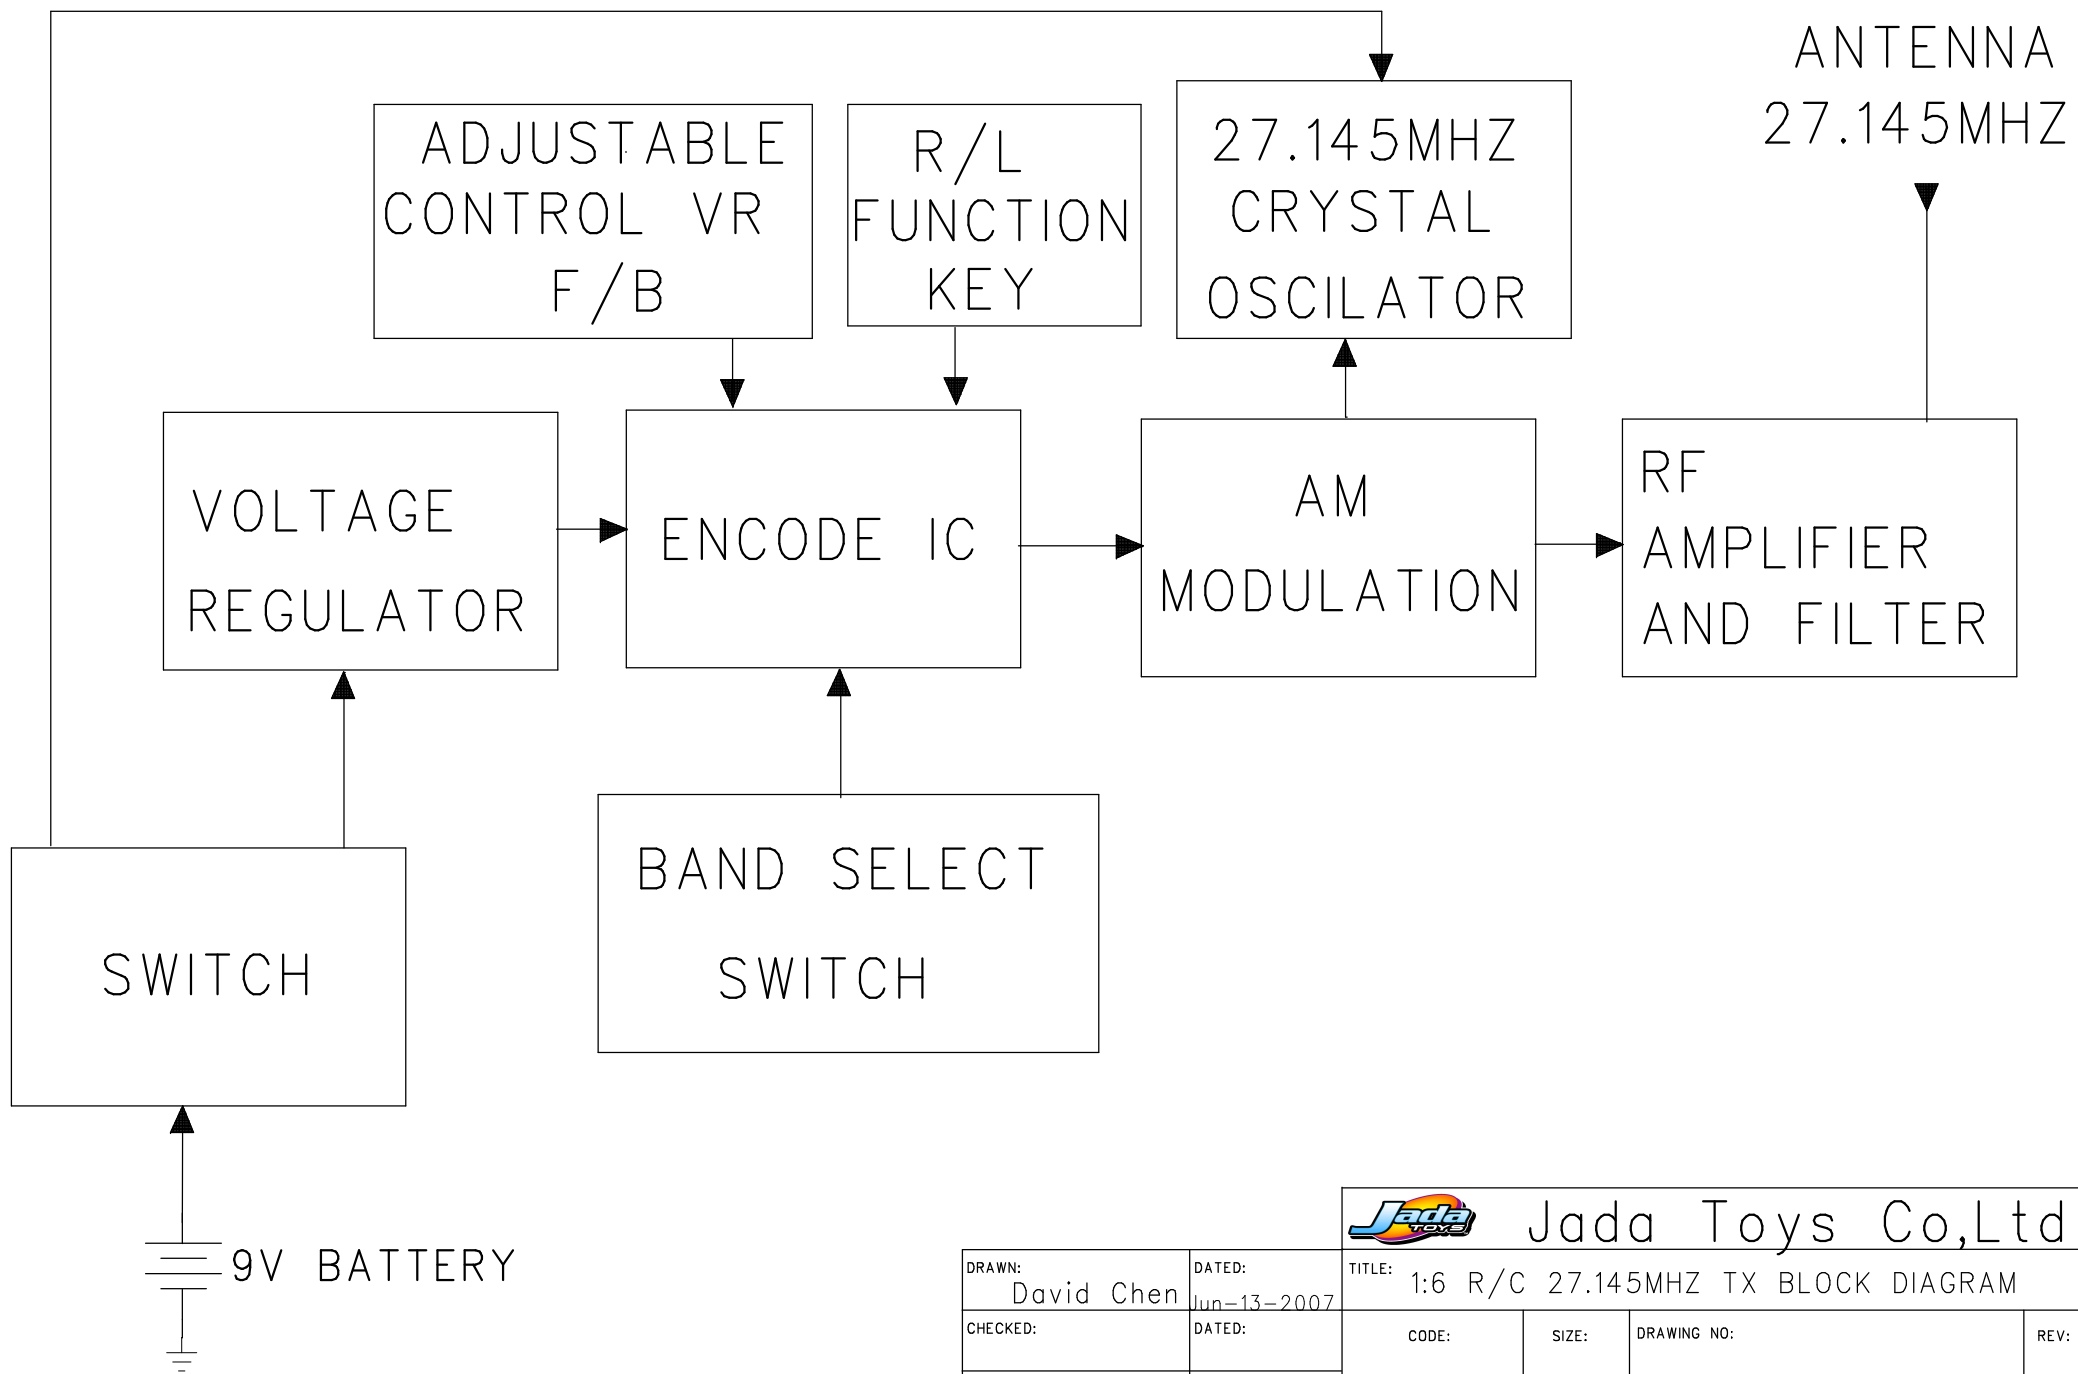 ANTENNA
27.145MHZ
ADJUSTABLE
CONTROL VR
F/B
R/L
FUNCTION
KEY
27.145MHZ
CRYSTAL
OSCILATOR
VOLTAGE
REGULATOR
ENCODE IC
AM
MODULATION
RF
AMPLIFIER
AND FILTER
BAND SELECT
SWITCH
SWITCH
9V BATTERY
Jada
TOYS
Jada Toys Co,Ltd
DRAWN:
David Chen
DATED:
Jun-13-2007
TITLE: 1:6 R/C 27.145MHZ TX BLOCK DIAGRAM
CHECKED:
DATED:
CODE:
SIZE:
DRAWING NO:
REV: